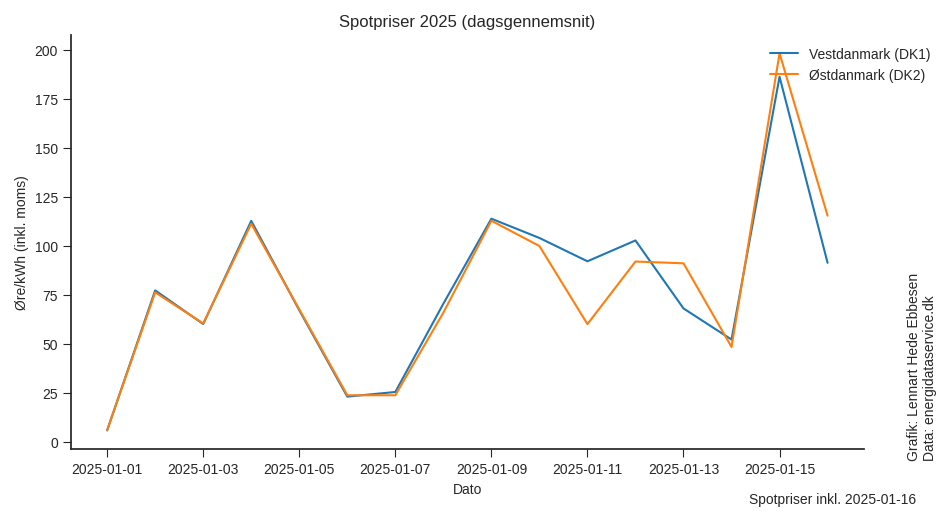 Spotpriser 2025 (dagsgennemsnit)
Vestdanmark (DK1)
Østdanmark (DK2)
Øre/kWh (inkl. moms)
200
175
150
125
100
75
50
25
0
2025-01-01
2025-01-03
2025-01-05
2025-01-07
2025-01-09
2025-01-11
2025-01-13
2025-01-15
Dato
Grafik: Lennart Hede Ebbesen
Data: energidataservice.dk
Spotpriser inkl. 2025-01-16